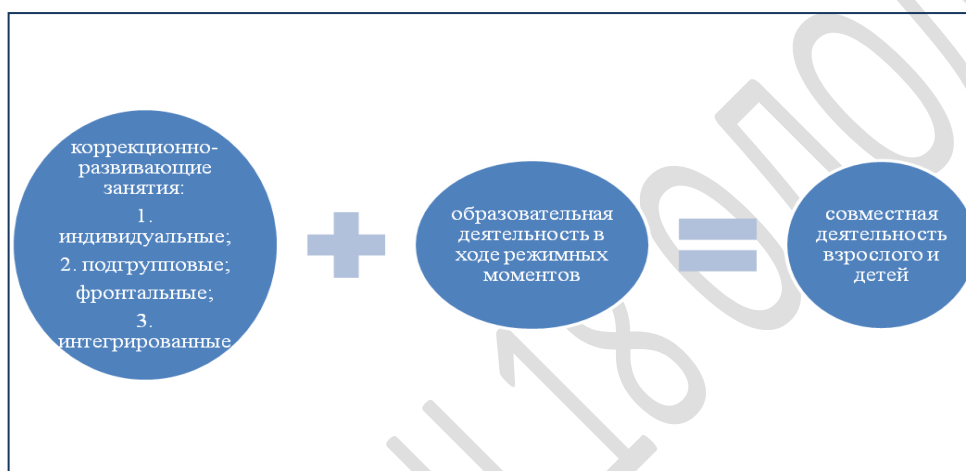 коррекционно-
развивающие
занятия:
1.
индивидуальные;
2. подгрупповые;
фронтальные;
3.
интегрированные
образовательная
деятельность в
ходе режимных
моментов
совместная
деятельность
взрослого и
детей